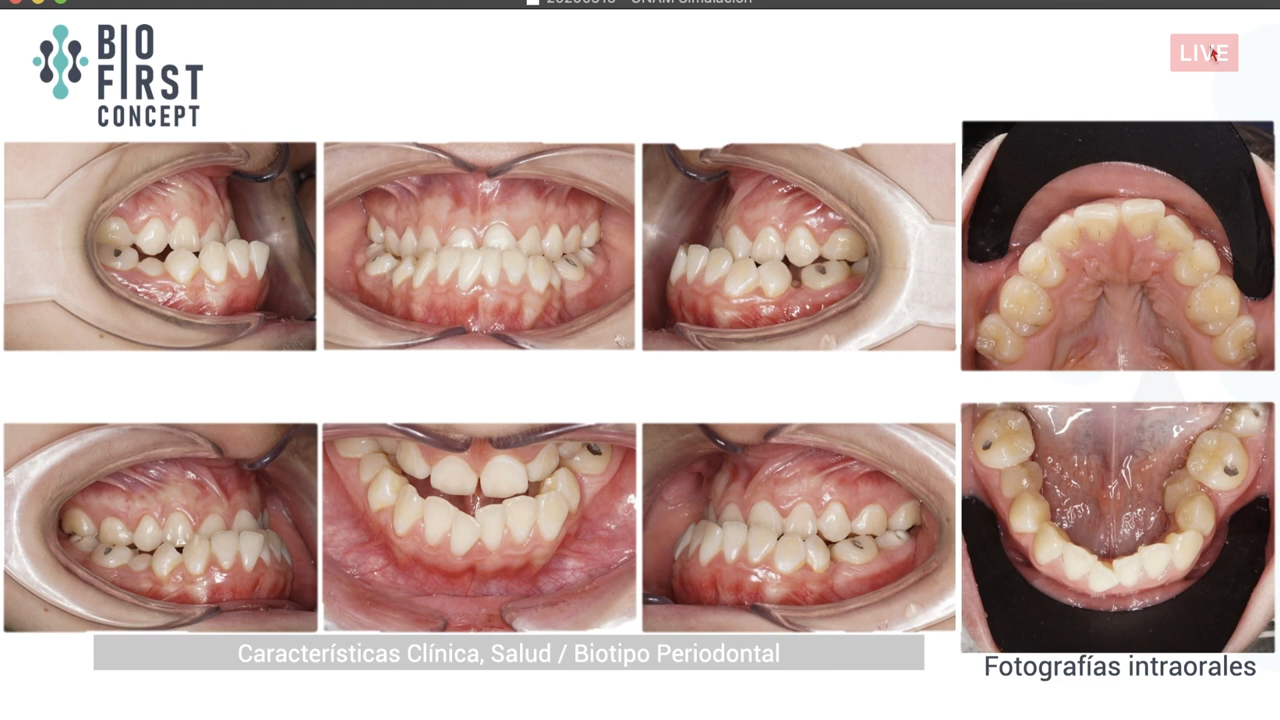 BIO
FIRST
CONCEPT
LIVE
Características Clínica, Salud / Biotipo Periodontal
Fotografías intraorales